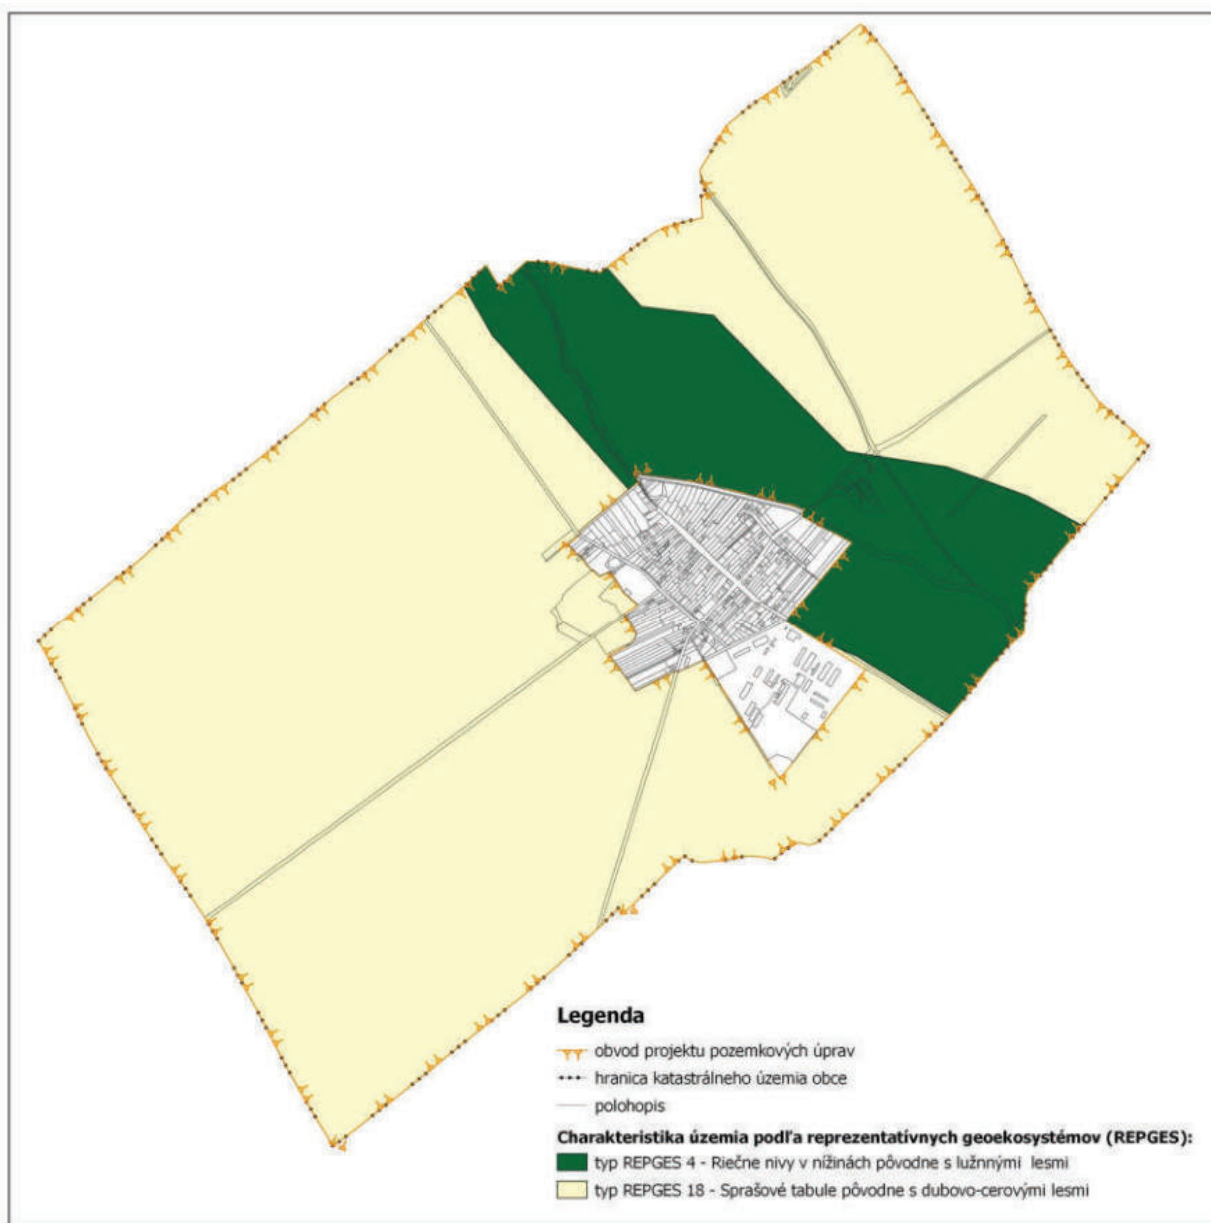 Legenda
obvod projektu pozemkových úprav
hranica katastrálneho územia obce
polohopis
Charakteristika územia podľa reprezentatívnych geoekosystémov (REPGES):
typ REPGES 4 - Riečne nivy v nížinách pôvodne s lužnnými lesmi
typ REPGES 18 - Sprašové tabule pôvodne s dubovo-cerovými lesmi